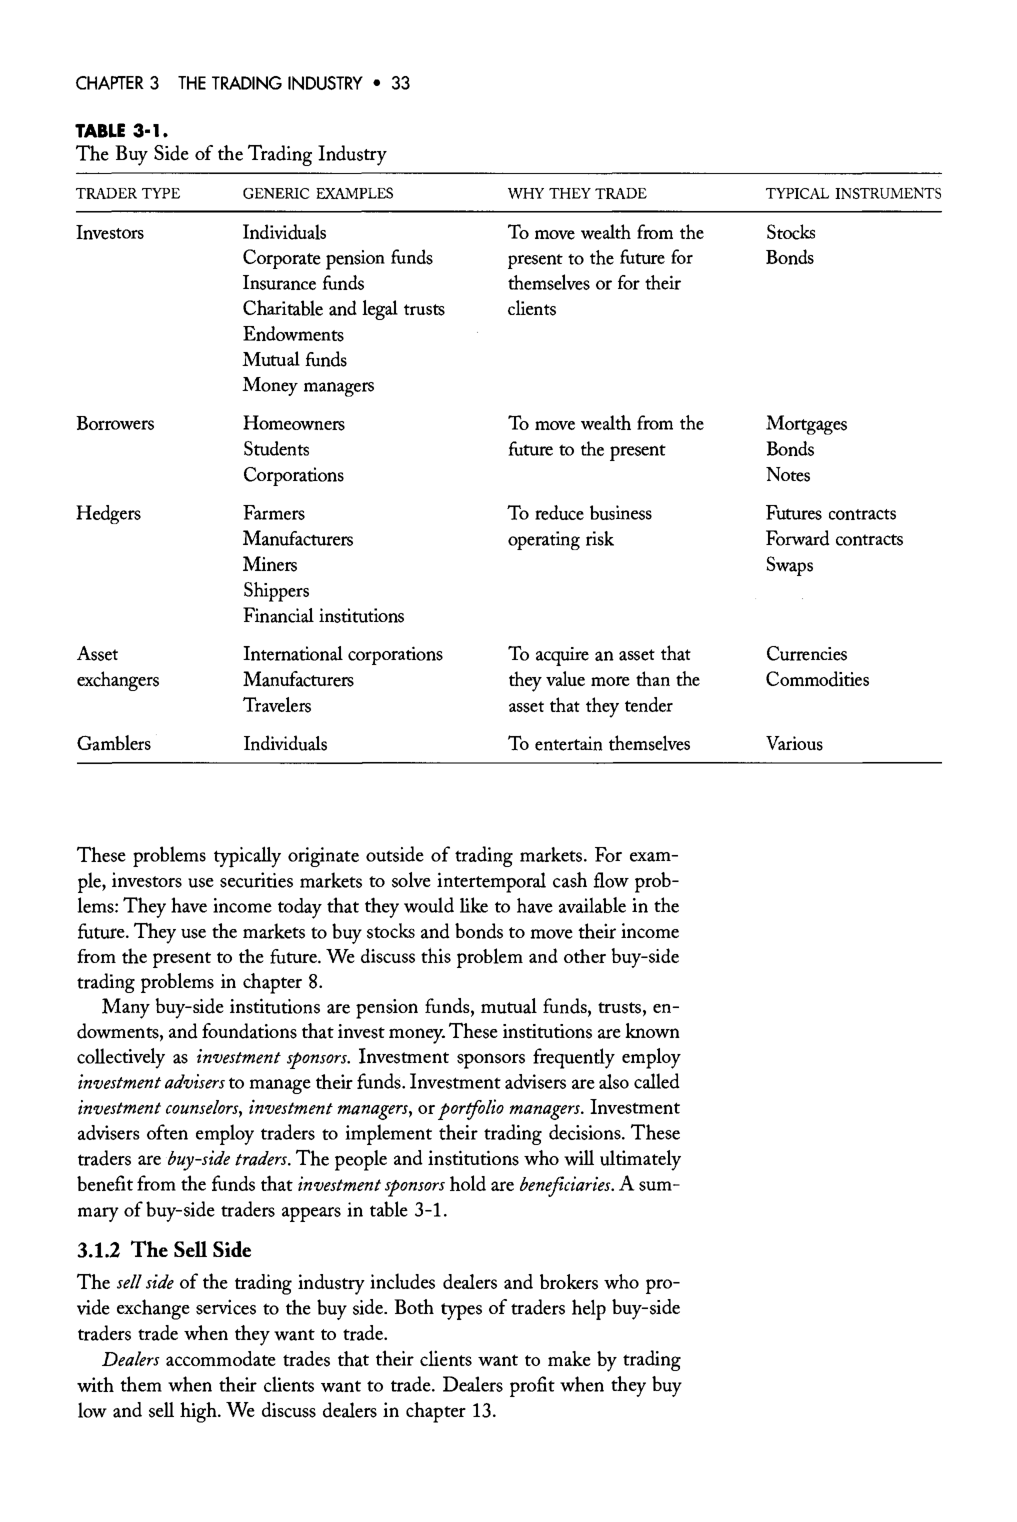 CHAPTER 3 THE TRADING INDUSTRY • 33
TABLE 3-1.
The Buy Side of the Trading Industry
TRADER TYPE GENERIC EXAMPLES WHY THEY TRADE TYPICAL INSTRUMENTS
Investors Individuals To move wealth from the Stocks
Corporate pension funds present to the future for Bonds
Insurance funds themselves or for their
Charitable and legal trusts clients
Endowments
Mutual funds
Money managers
Borrowers Homeowners To move wealth from the Mortgages
Students future to the present Bonds
Corporations Notes
Hedgers Farmers To reduce business Futures contracts
Manufacturers operating risk Forward contracts
Miners Swaps
Shippers
Financial institutions
Asset International corporations To acquire an asset that Currencies
exchangers Manufacturers they value more than the Commodities
Travelers asset that they tender
Gamblers Individuals To entertain themselves Various
These problems typically originate outside of trading markets. For exam-
ple, investors use securities markets to solve intertemporal cash flow prob-
lems: They have income today that they would like to have available in the
future. They use the markets to buy stocks and bonds to move their income
from the present to the future. We discuss this problem and other buy-side
trading problems in chapter 8.
Many buy-side institutions are pension funds, mutual funds, trusts, en-
dowments, and foundations that invest money. These institutions are known
collectively as investment sponsors. Investment sponsors frequently employ
investment advisers to manage their funds. Investment advisers are also called
investment counselors, investment managers, or portfolio managers. Investment
advisers often employ traders to implement their trading decisions. These
traders are buy-side traders. The people and institutions who will ultimately
benefit from the funds that investment sponsors hold are beneficiaries. A sum-
mary of buy-side traders appears in table 3-1.
3.1.2 The Sell Side
The sell side of the trading industry includes dealers and brokers who pro-
vide exchange services to the buy side. Both types of traders help buy-side
traders trade when they want to trade.
Dealers accommodate trades that their clients want to make by trading
with them when their clients want to trade. Dealers profit when they buy
low and sell high. We discuss dealers in chapter 13.